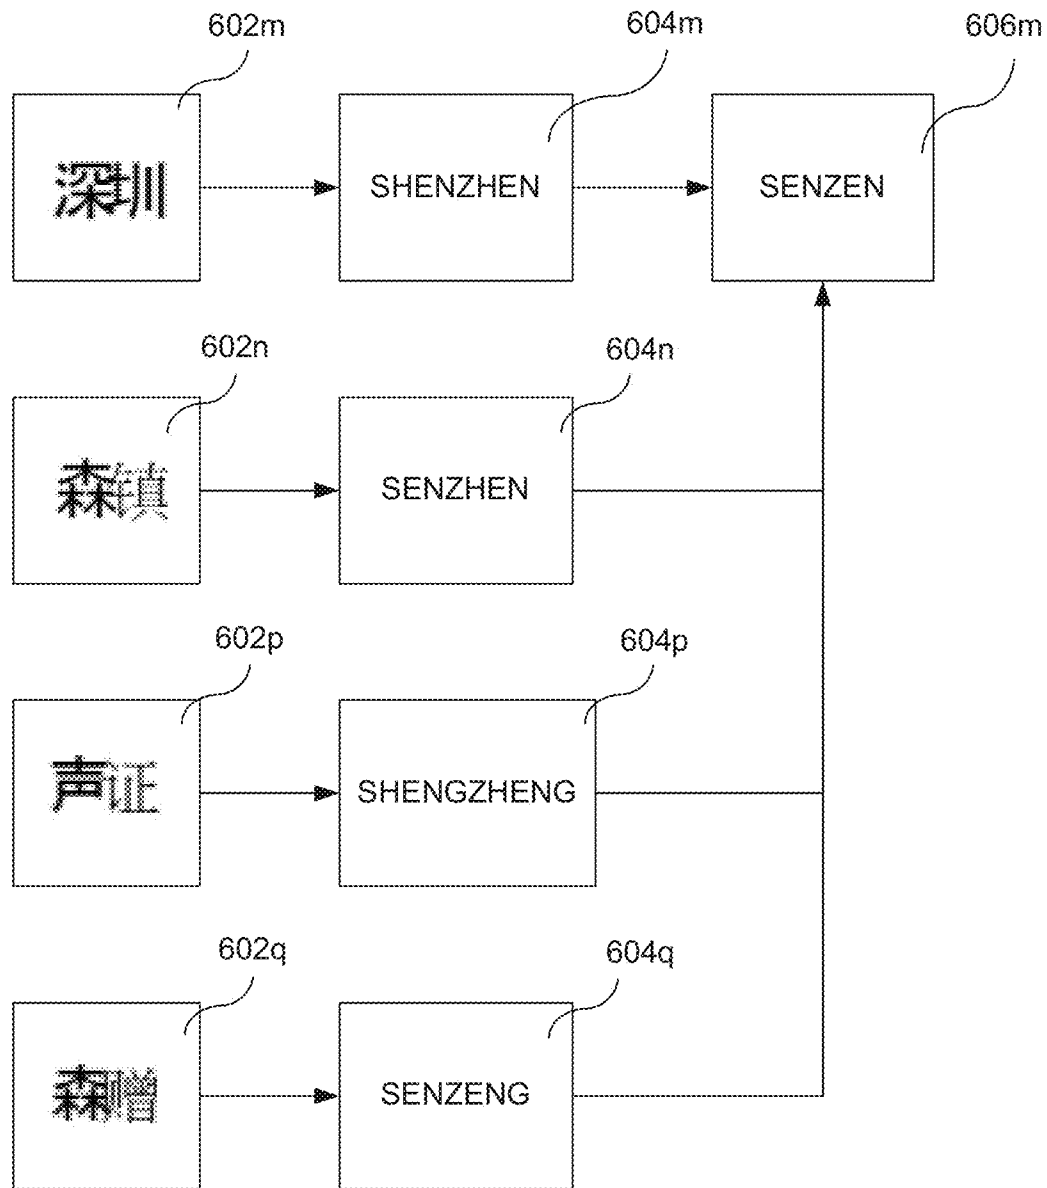 602m 604m 606m
深圳 SHENZHEN SENZEN
602n 604n
森镇 SENZHEN
602p 604p
声证 SHENGZHENG
602q 604q
森赠 SENZENG